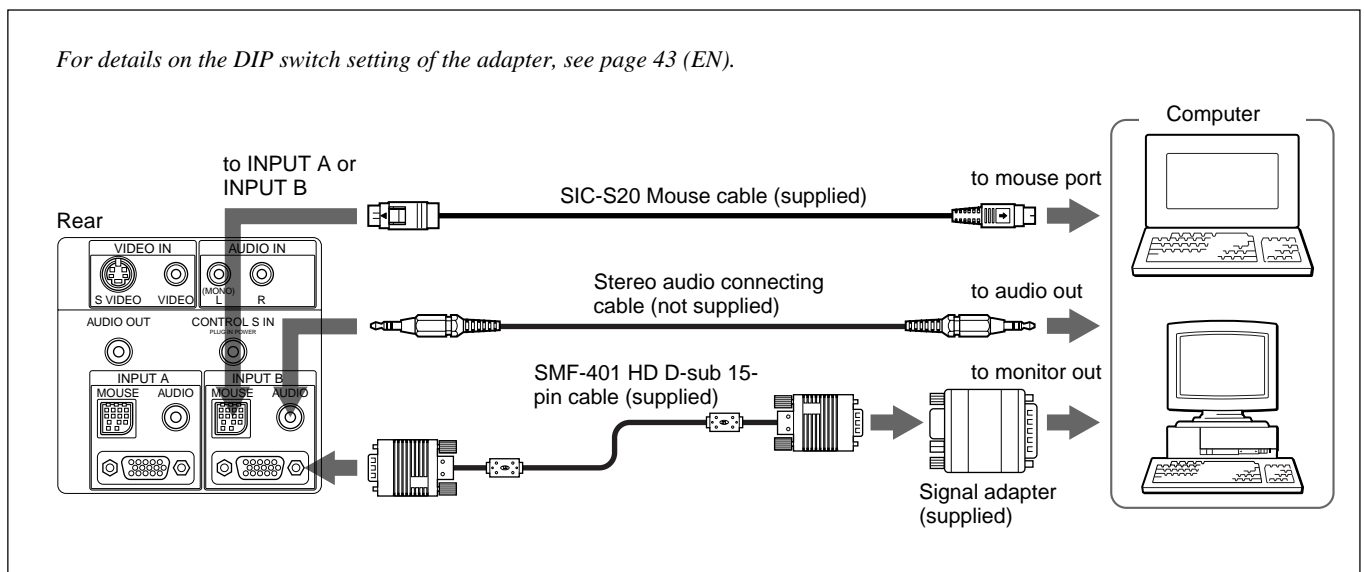 For details on the DIP switch setting of the adapter, see page 43 (EN).
Computer
to INPUT A or
INPUT B
SIC-S20 Mouse cable (supplied)
to mouse port
Rear
VIDEO IN
AUDIO IN
S VIDEO
VIDEO
(MONO)
L
R
Stereo audio connecting
cable (not supplied)
to audio out
AUDIO OUT
CONTROL S IN
PLUG IN POWER
INPUT A
INPUT B
MOUSE
AUDIO
MOUSE
AUDIO
SMF-401 HD D-sub 15-
pin cable (supplied)
to monitor out
Signal adapter
(supplied)